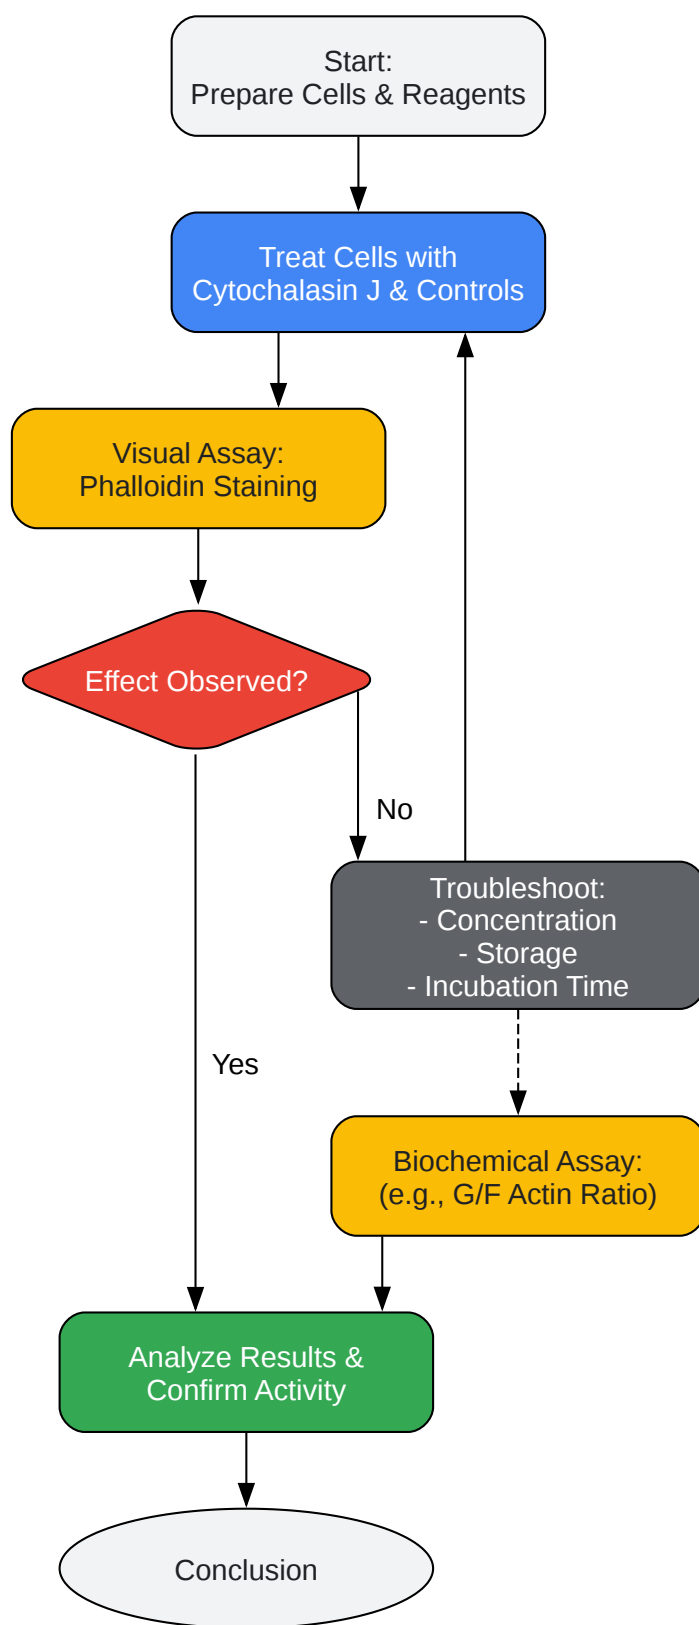 Start:
Prepare Cells & Reagents
Treat Cells with
Cytochalasin J & Controls
Visual Assay:
Phalloidin Staining
Effect Observed?
No
Troubleshoot:
- Concentration
- Storage
- Incubation Time
Yes
Biochemical Assay:
(e.g., G/F Actin Ratio)
Analyze Results &
Confirm Activity
Conclusion